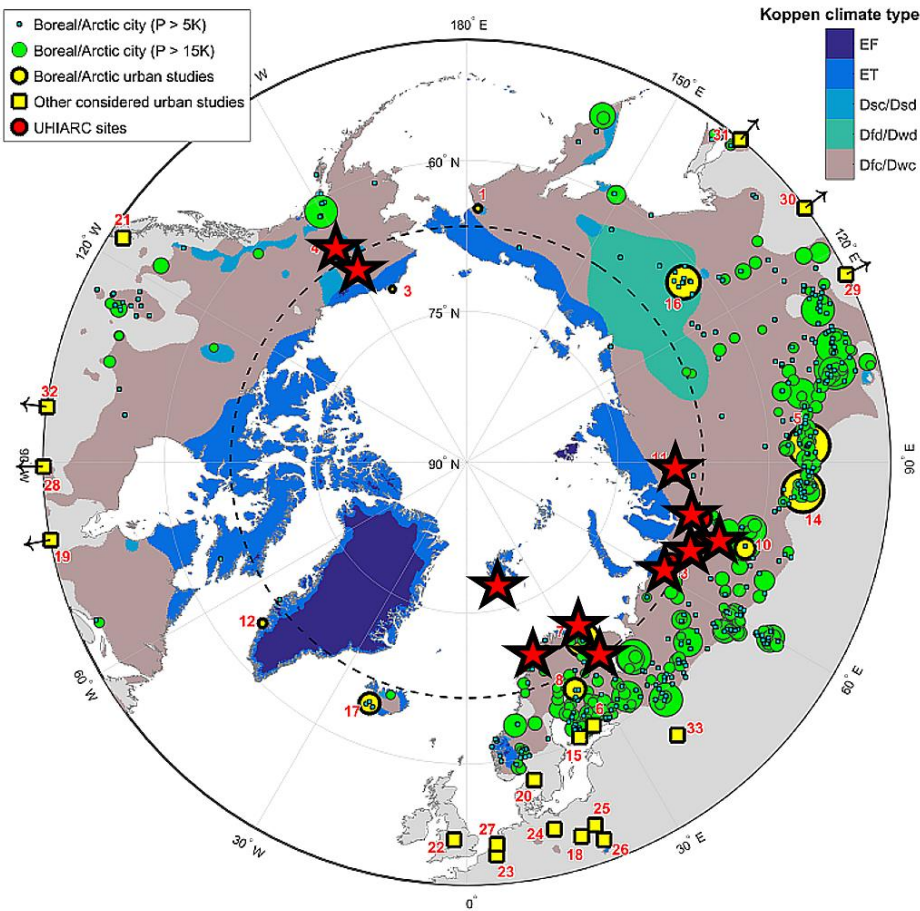 Boreal/Arctic city (P > 5K)
Boreal/Arctic city (P > 15K)
Boreal/Arctic urban studies
Other considered urban studies
UHIARC sites
Koppen climate type
EF
ET
Dsc/Dsd
Dfd/Dwd
Dfc/Dwc
180° E
W
150° E
31
60° N
1
30
21
120° W
120° E
4
29
3
16
75° N
32
5
11
90° N
90° E
90° W
28
14
19
10
3
12
7
60° W
60° E
8
17
6
33
15
20
25
24
27
22
18
26
23
30° W
30° E
0°